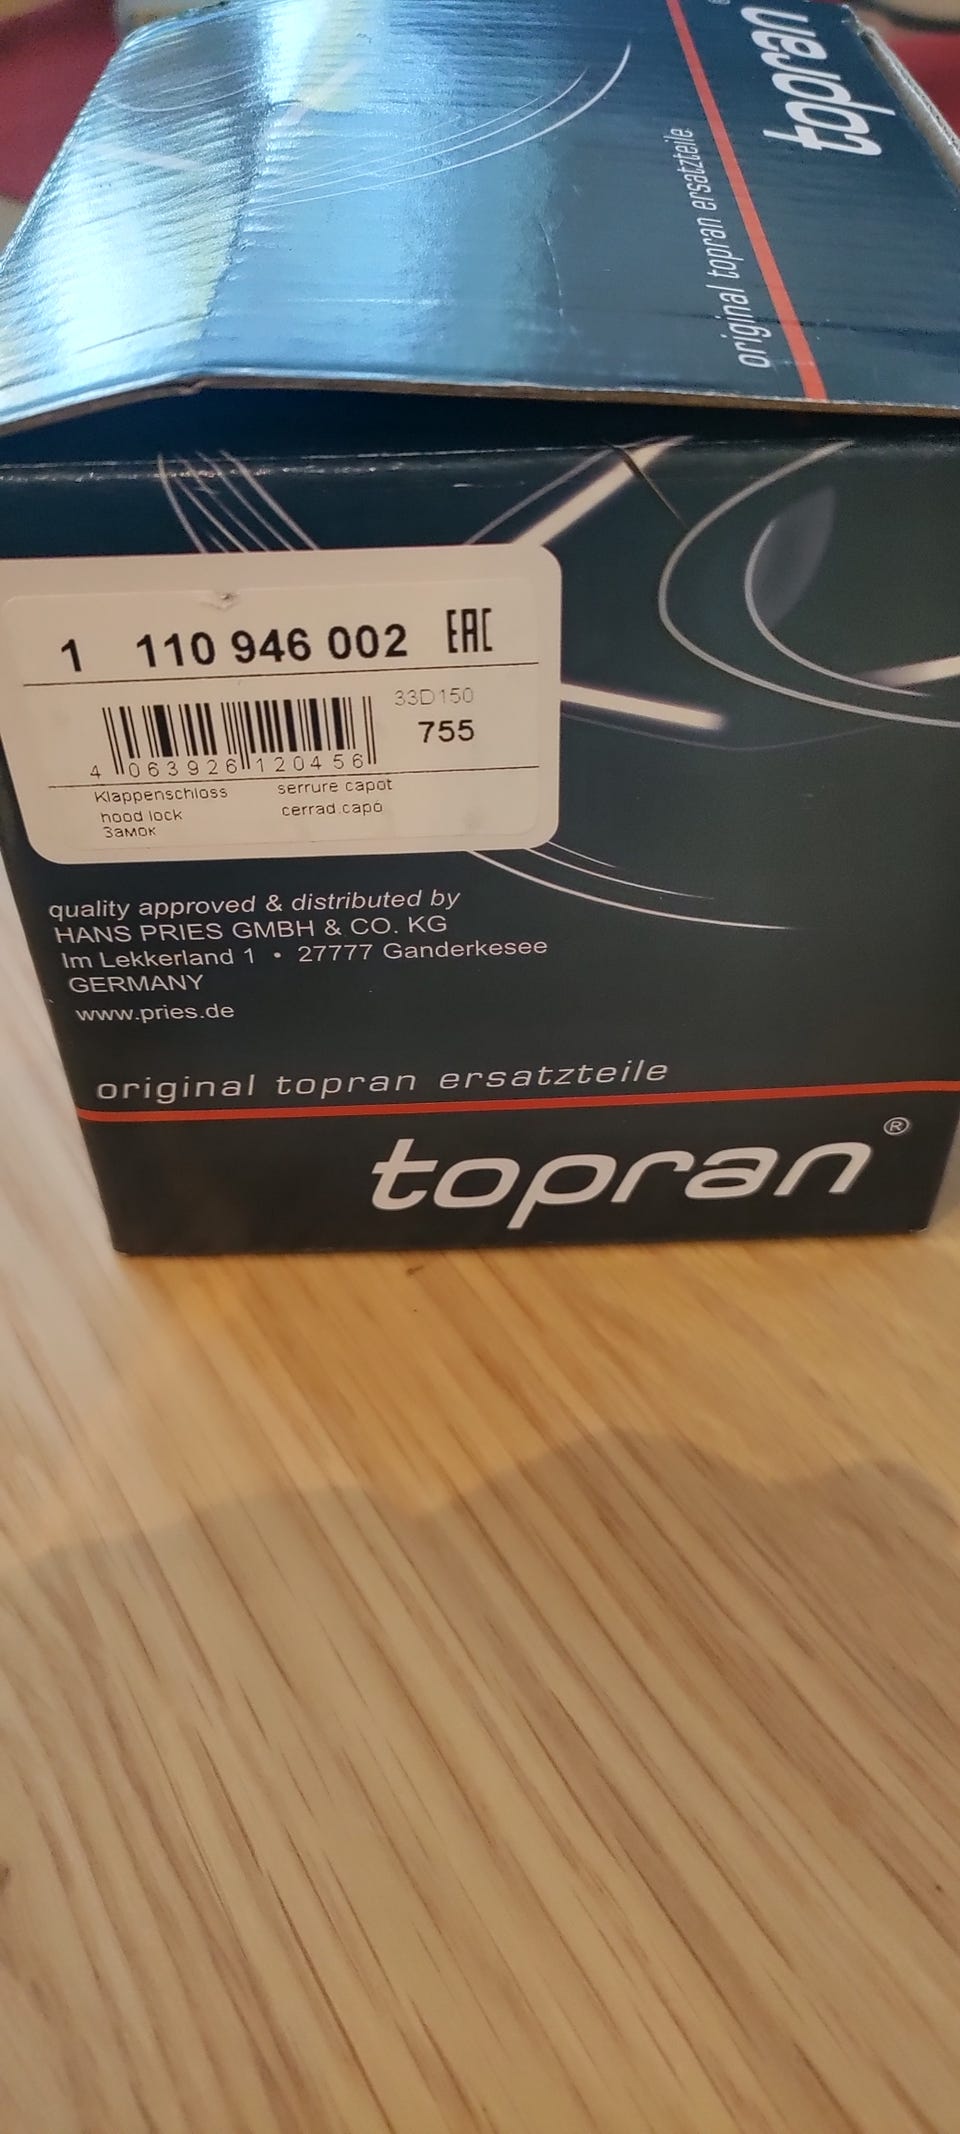 topran
original topran ersatzteile
1 110 946 002 EAC
33D150
755
4 063926 120456
Klappenschloss serrure capot
hood lock cerrad.capó
Замок
quality approved & distributed by
HANS PRIES GMBH & CO. KG
Im Lekkerland 1 • 27777 Ganderkesee
GERMANY
www.pries.de
original topran ersatzteile
topran®